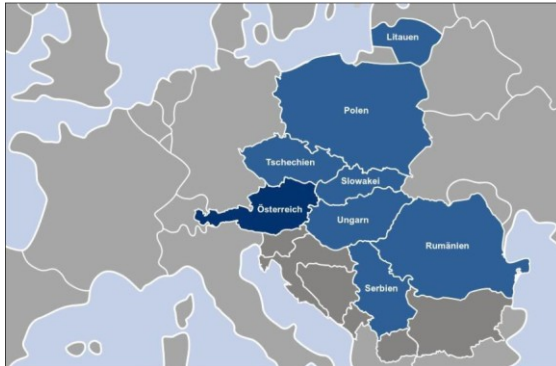 Litauen
Polen
Tschechien
Slowakei
Österreich
Ungarn
Rumänien
Serbien